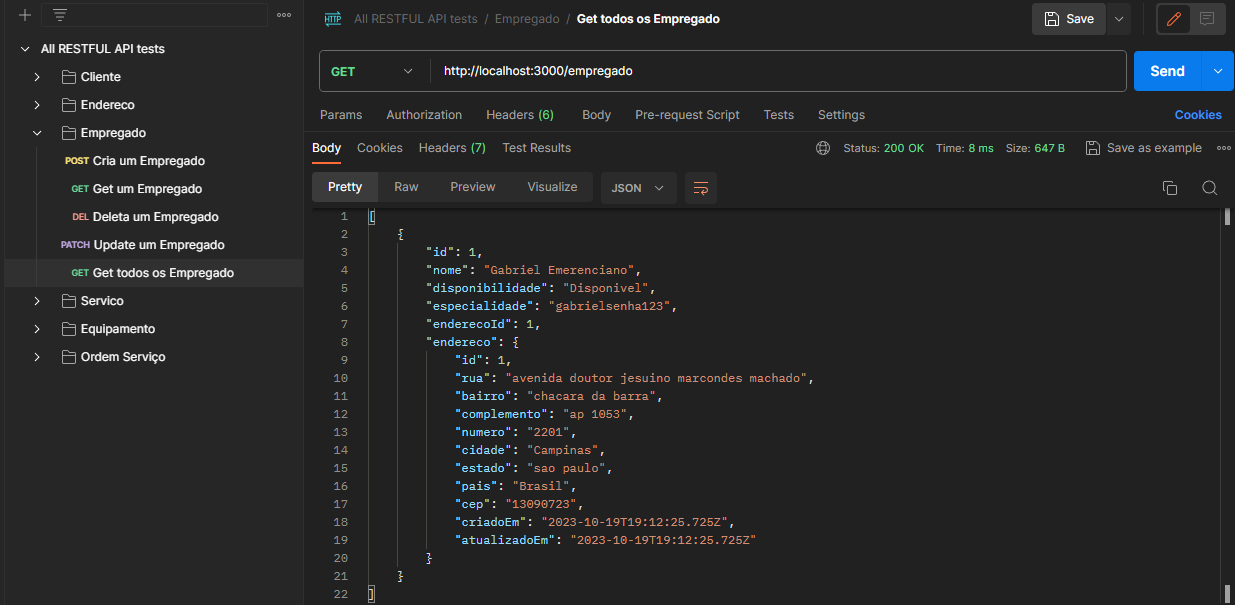 All RESTFUL API tests
Cliente
Endereco
Empregado
POST Cria um Empregado
GET Get um Empregado
DEL Deleta um Empregado
PATCH Update um Empregado
GET Get todos os Empregado
Servico
Equipamento
Ordem Serviço
HTTP All RESTFUL API tests / Empregado / Get todos os Empregado
Save
GET http://localhost:3000/empregado
Send
Params Authorization Headers (6) Body Pre-request Script Tests Settings Cookies
Body Cookies Headers (7) Test Results Status: 200 OK Time: 8 ms Size: 647 B Save as example
Pretty Raw Preview Visualize JSON
1 [
2 {
3 "id": 1,
4 "nome": "Gabriel Emerenciano",
5 "disponibilidade": "Disponivel",
6 "especialidade": "gabrielsenha123",
7 "enderecoId": 1,
8 "endereco": {
9 "id": 1,
10 "rua": "avenida doutor jesuino marcondes machado",
11 "bairro": "chacara da barra",
12 "complemento": "ap 1053",
13 "numero": "2201",
14 "cidade": "Campinas",
15 "estado": "sao paulo",
16 "pais": "Brasil",
17 "cep": "13090723",
18 "criadoEm": "2023-10-19T19:12:25.725Z",
19 "atualizadoEm": "2023-10-19T19:12:25.725Z"
20 }
21 }
22 ]